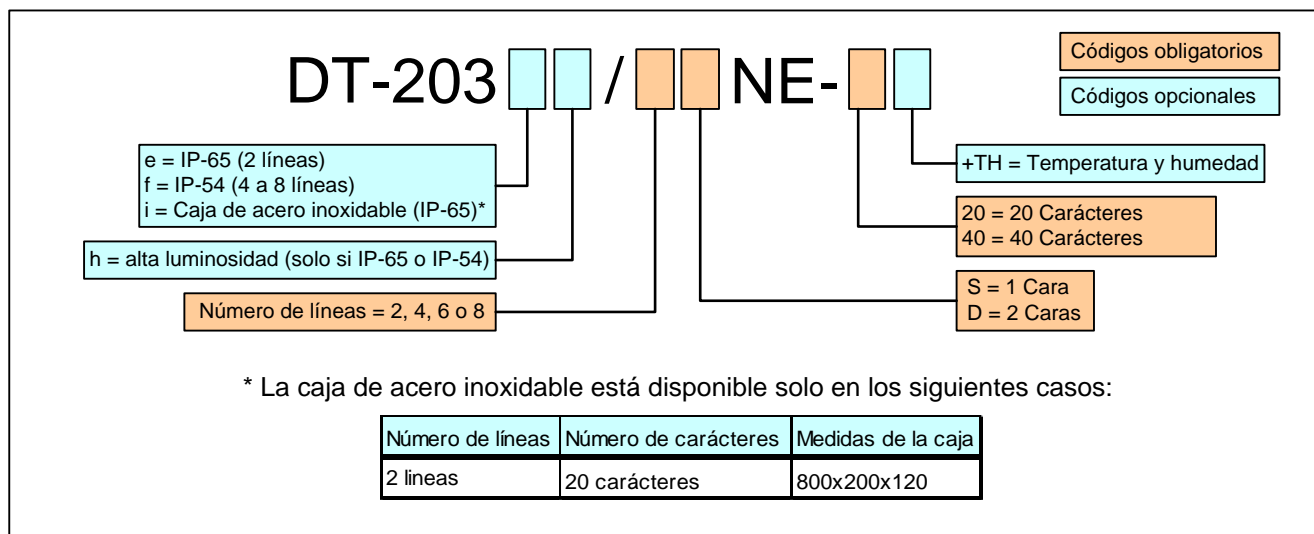 DT-203 / NE-
Códigos obligatorios
Códigos opcionales
e = IP-65 (2 líneas)
f = IP-54 (4 a 8 líneas)
i = Caja de acero inoxidable (IP-65)*
+TH = Temperatura y humedad
20 = 20 Carácteres
40 = 40 Carácteres
h = alta luminosidad (solo si IP-65 o IP-54)
S = 1 Cara
D = 2 Caras
Número de líneas = 2, 4, 6 o 8
* La caja de acero inoxidable está disponible solo en los siguientes casos:
Número de líneas Número de carácteres Medidas de la caja
2 lineas 20 carácteres 800x200x120